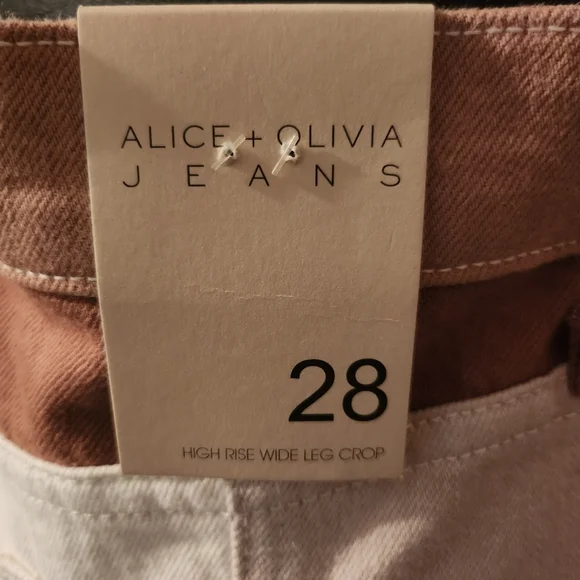 ALICE + OLIVIA
JEANS
28
HIGH RISE WIDE LEG CROP